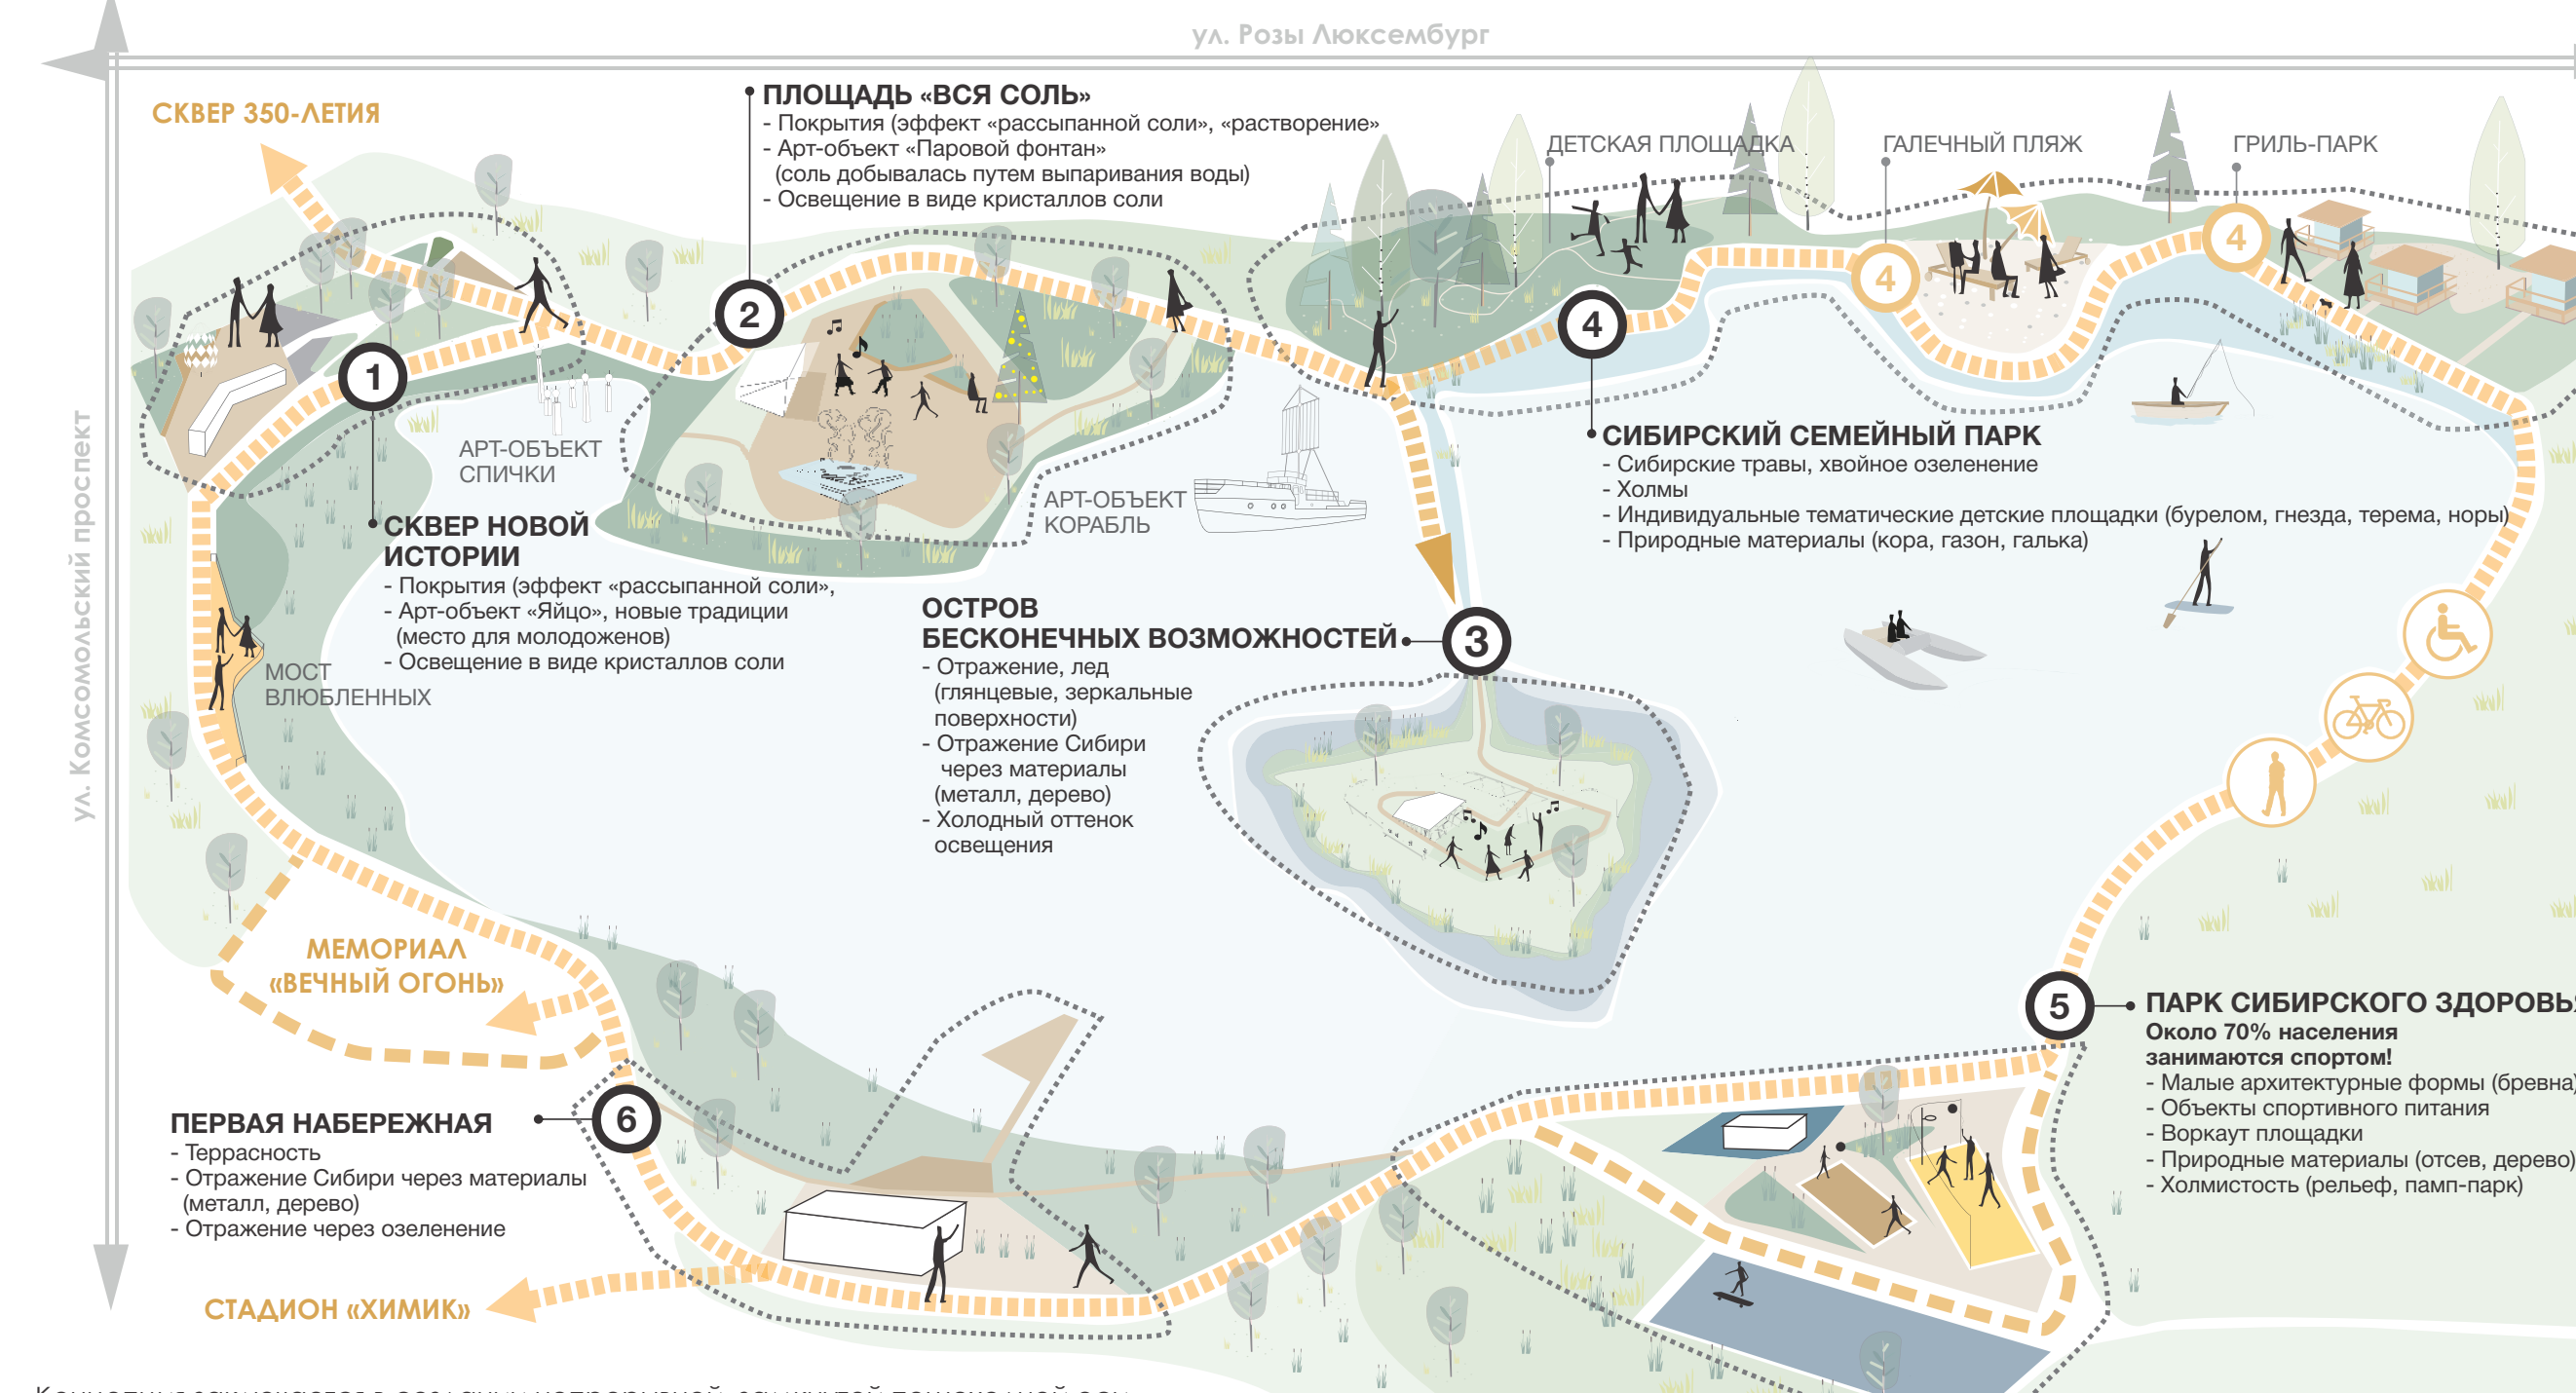 ул. Розы Люксембург
СКВЕР 350-ЛЕТИЯ
ПЛОЩАДЬ «ВСЯ СОЛЬ»
- Покрытия (эффект «рассыпанной соли», «растворение»
- Арт-объект «Паровой фонтан»
(соль добывалась путем выпаривания воды)
- Освещение в виде кристаллов соли
ДЕТСКАЯ ПЛОЩАДКА
ГАЛЕЧНЫЙ ПЛЯЖ
ГРИЛЬ-ПАРК
4
4
2
4
1
ул. Комсомольский проспект
АРТ-ОБЪЕКТ
СПИЧКИ
АРТ-ОБЪЕКТ
КОРАБЛЬ
СИБИРСКИЙ СЕМЕЙНЫЙ ПАРК
- Сибирские травы, хвойное озеленение
- Холмы
- Индивидуальные тематические детские площадки (бурелом, гнезда, терема, норы)
- Природные материалы (кора, газон, галька)
СКВЕР НОВОЙ
ИСТОРИИ
- Покрытия (эффект «рассыпанной соли»,
- Арт-объект «Яйцо», новые традиции
(место для молодоженов)
- Освещение в виде кристаллов соли
МОСТ
ВЛЮБЛЕННЫХ
ОСТРОВ
БЕСКОНЕЧНЫХ ВОЗМОЖНОСТЕЙ
3
- Отражение, лед
(глянцевые, зеркальные
поверхности)
- Отражение Сибири
через материалы
(металл, дерево)
- Холодный оттенок
освещения
МЕМОРИАЛ
«ВЕЧНЫЙ ОГОНЬ»
5
ПАРК СИБИРСКОГО
Около 70% населения
занимаются спортом!
- Малые архитектурные формы (бревна)
- Объекты спортивного питания
- Воркаут площадки
- Природные материалы (отсев, дерево)
- Холмистость (рельеф, памп-парк)
6
ПЕРВАЯ НАБЕРЕЖНАЯ
- Террасность
- Отражение Сибири через материалы
(металл, дерево)
- Отражение через озеленение
СТАДИОН «ХИМИК»